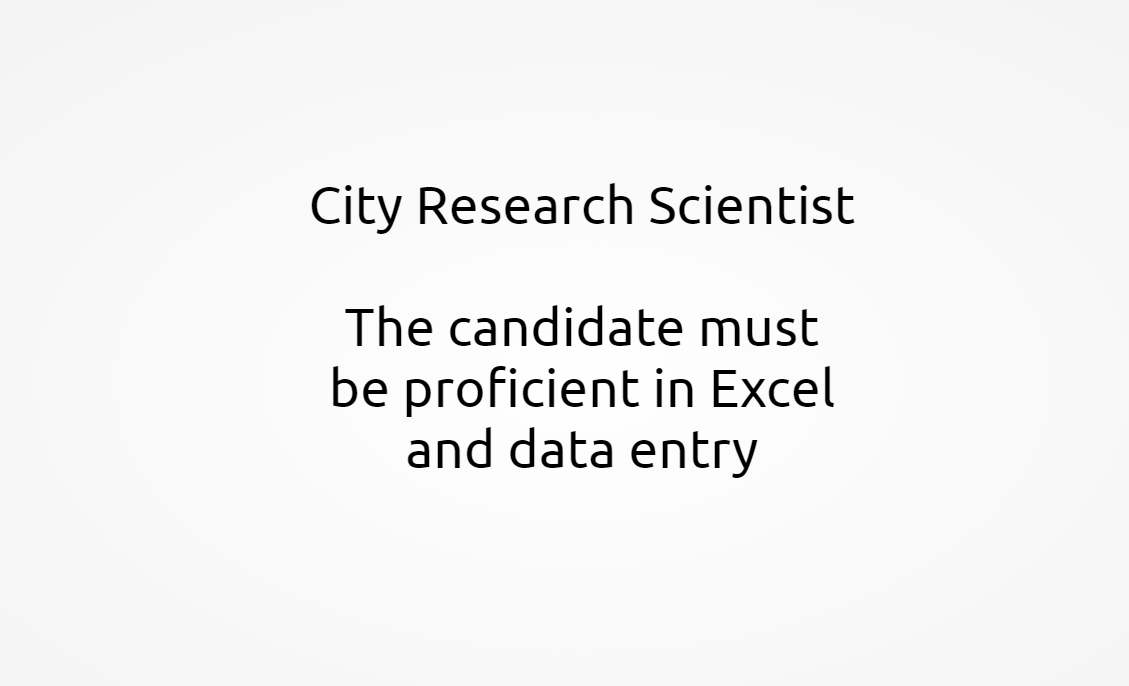 City Research Scientist
The candidate must
be proficient in Excel
and data entry